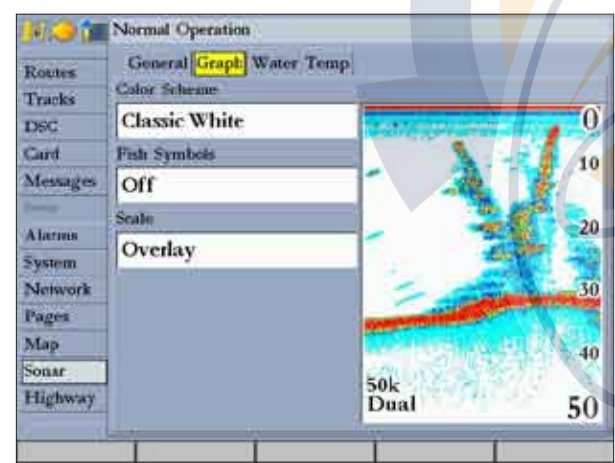 Normal Operation
General Graph Water Temp
Routes
Tracks
DSC
Card
Messages
Alarms
System
Network
Pages
Map
Sonar
Highway
Color Scheme
Classic White
Fish Symbols
Off
Scale
Overlay
0
10
20
30
40
50k
Dual
50